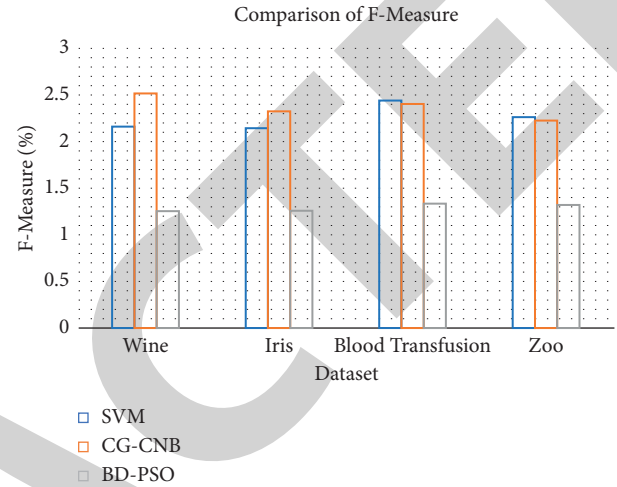 Comparison of F-Measure
3
2.5
2
1.5
1
0.5
0
F-Measure (%)
Wine
Iris
Blood Transfusion
Zoo
Dataset
SVM
CG-CNB
BD-PSO